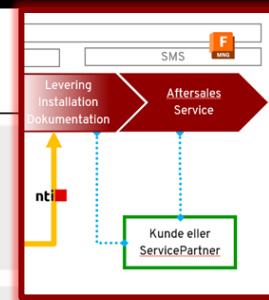 SMS
F
MNG
Levering
Installation
Dokumentation
Aftersales
Service
nti
Kunde eller
ServicePartner